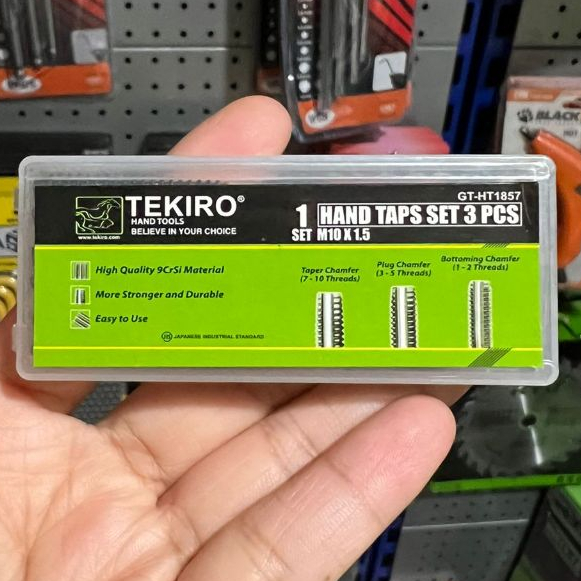 TEKIRO®
HAND TOOLS
BELIEVE IN YOUR CHOICE
www.tekiro.com
GT-HT1857
1 SET
HAND TAPS SET 3 PCS
M10 X 1.5
High Quality 9CrSi Material
More Stronger and Durable
Easy to Use
JIS JAPANESE INDUSTRIAL STANDARD
Taper Chamfer
(7 - 10 Threads)
Plug Chamfer
(3 - 5 Threads)
Bottoming Chamfer
(1 - 2 Threads)
BLACK